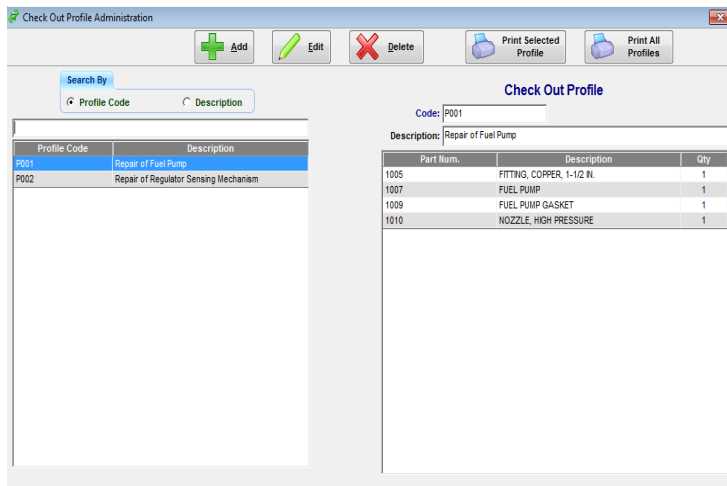 Check Out Profile Administration
Add Edit Delete Print Selected Profile Print All Profiles
Search By
Profile Code Description
Profile Code Description
P001 Repair of Fuel Pump
P002 Repair of Regulator Sensing Mechanism
Check Out Profile
Code: P001
Description: Repair of Fuel Pump
Part Num. Description Qty
1005 FITTING, COPPER, 1-1/2 IN. 1
1007 FUEL PUMP 1
1009 FUEL PUMP GASKET 1
1010 NOZZLE, HIGH PRESSURE 1